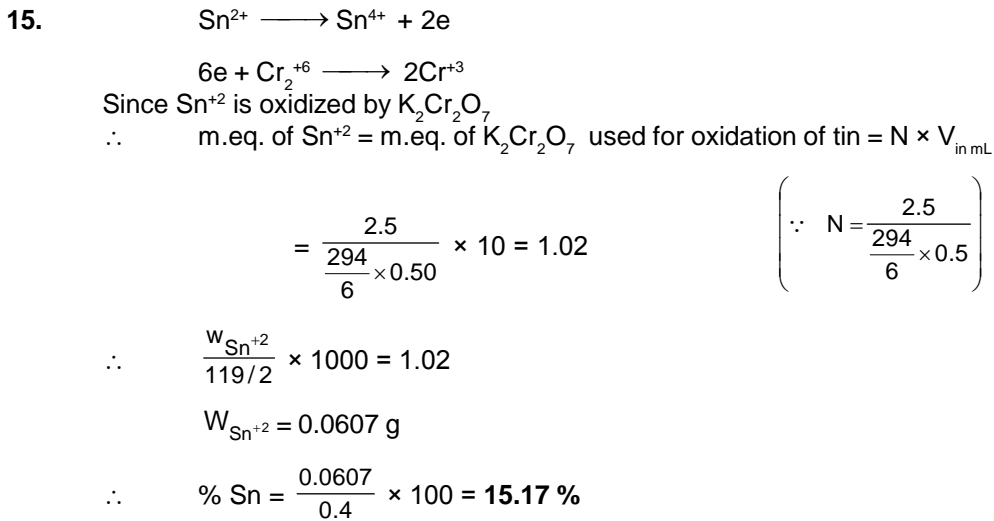 15. Sn²⁺ ⟶ Sn⁴⁺ + 2e
6e + Cr₂⁺⁶ ⟶ 2Cr⁺³
Since Sn⁺² is oxidized by K₂Cr₂O₇
∴ m.eq. of Sn⁺² = m.eq. of K₂Cr₂O₇ used for oxidation of tin = N × V in mL
= 2.5 / (294/6 × 0.50) × 10 = 1.02 (∵ N = 2.5 / (294/6 × 0.5))
∴ w Sn⁺² / (119/2) × 1000 = 1.02
W Sn⁺² = 0.0607 g
∴ % Sn = 0.0607/0.4 × 100 = 15.17 %